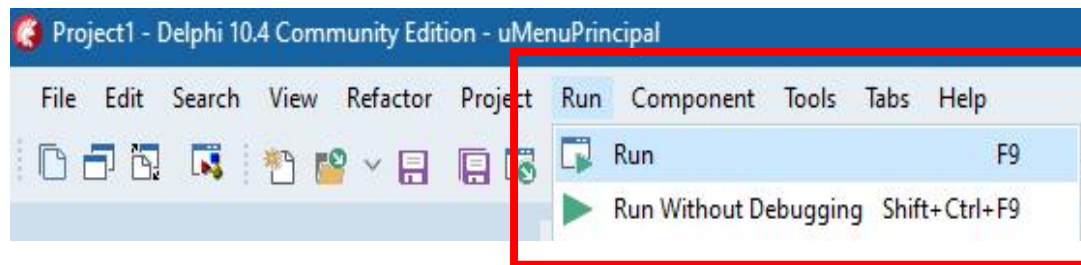 Project1 - Delphi 10.4 Community Edition - uMenuPrincipal
File Edit Search View Refactor Project Run Component Tools Tabs Help
Run F9
Run Without Debugging Shift+Ctrl+F9